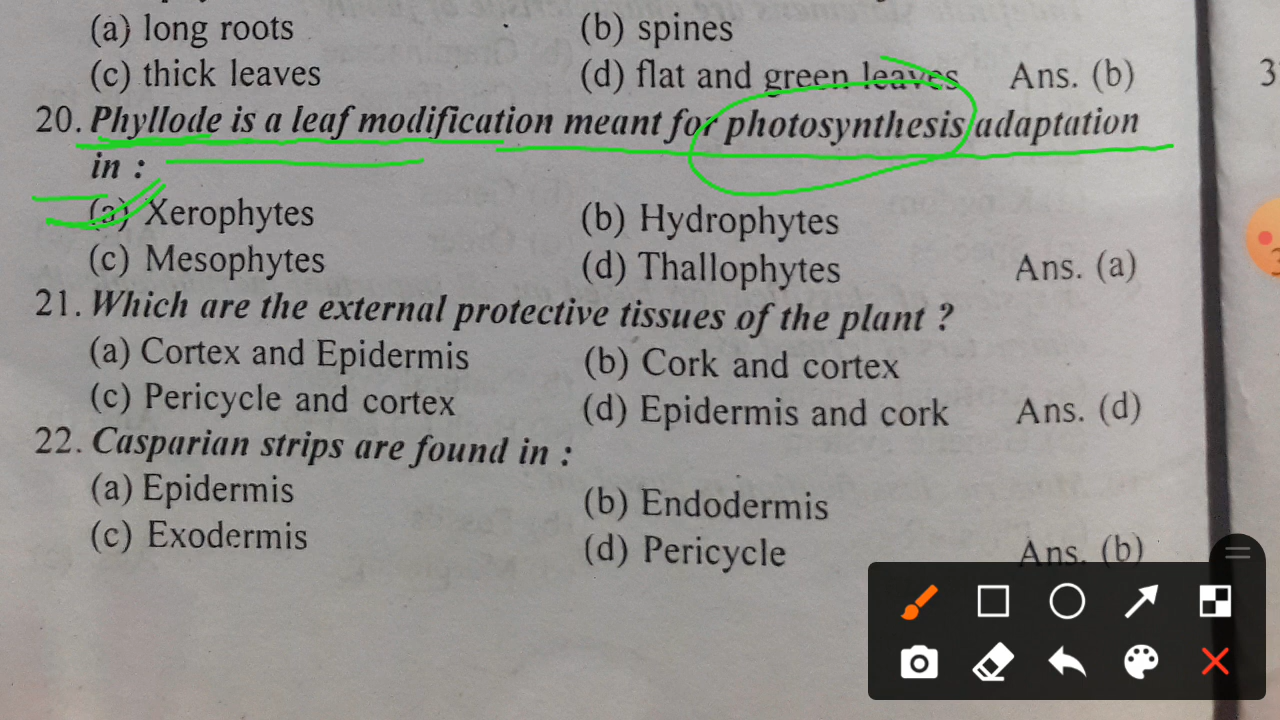 (a) long roots (b) spines
(c) thick leaves (d) flat and green leaves Ans. (b)
20. Phyllode is a leaf modification meant for photosynthesis adaptation
in :
(a) Xerophytes (b) Hydrophytes
(c) Mesophytes (d) Thallophytes Ans. (a)
21. Which are the external protective tissues of the plant ?
(a) Cortex and Epidermis (b) Cork and cortex
(c) Pericycle and cortex (d) Epidermis and cork Ans. (d)
22. Casparian strips are found in :
(a) Epidermis (b) Endodermis
(c) Exodermis (d) Pericycle Ans. (b)